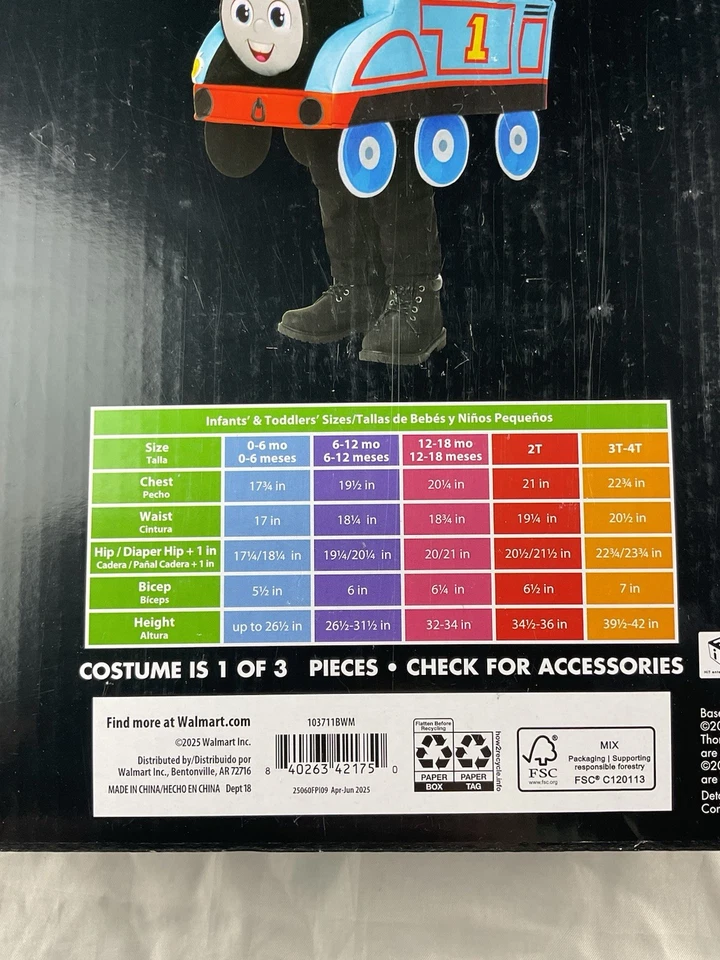 1
Infants' & Toddlers' Sizes/Tallas de Bebés y Niños Pequeños
Size 0-6 mo 6-12 mo 12-18 mo 2T 3T-4T
Talla 0-6 meses 6-12 meses 12-18 meses
Chest 17¾ in 19½ in 20¼ in 21 in 22¾ in
Pecho
Waist 17 in 18¼ in 18¾ in 19¼ in 20½ in
Cintura
Hip / Diaper Hip + 1 in 17¼/18¼ in 19¼/20¼ in 20/21 in 20½/21½ in 22¾/23¾ in
Cadera / Pañal Cadera + 1 in
Bicep 5½ in 6 in 6¼ in 6½ in 7 in
Bíceps
Height up to 26½ in 26½-31½ in 32-34 in 34½-36 in 39½-42 in
Altura
COSTUME IS 1 OF 3 PIECES • CHECK FOR ACCESSORIES
Find more at Walmart.com
©2025 Walmart Inc.
Distributed by/Distribuido por
Walmart Inc., Bentonville, AR 72716
MADE IN CHINA/HECHO EN CHINA Dept 18
103711BWM
8 40263 42175 0
25060FPI09 Apr-Jun 2025
Flatten Before
Recycling
PAPER PAPER
BOX TAG
how2recycle.info
FSC
www.fsc.org
MIX
Packaging | Supporting
responsible forestry
FSC® C120113
Base
©20
Tho
are
©20
are
Con